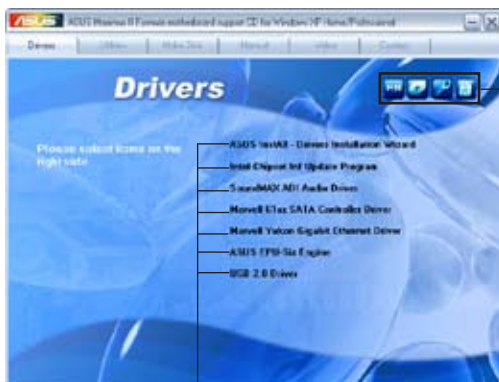 ASUS
ASUS Maximus II Formula motherboard support CD for Windows XP Home/Professional
Drivers Utilities Make Disk Manual Video Contact
Drivers
Please select items on the
right side
ASUS InstAll - Drivers Installation Wizard
Intel Chipset Inf Update Program
SoundMAX ADI Audio Driver
Marvell 61xx SATA Controller Driver
Marvell Yukon Gigabit Ethernet Driver
ASUS EPU-Six Engine
USB 2.0 Driver